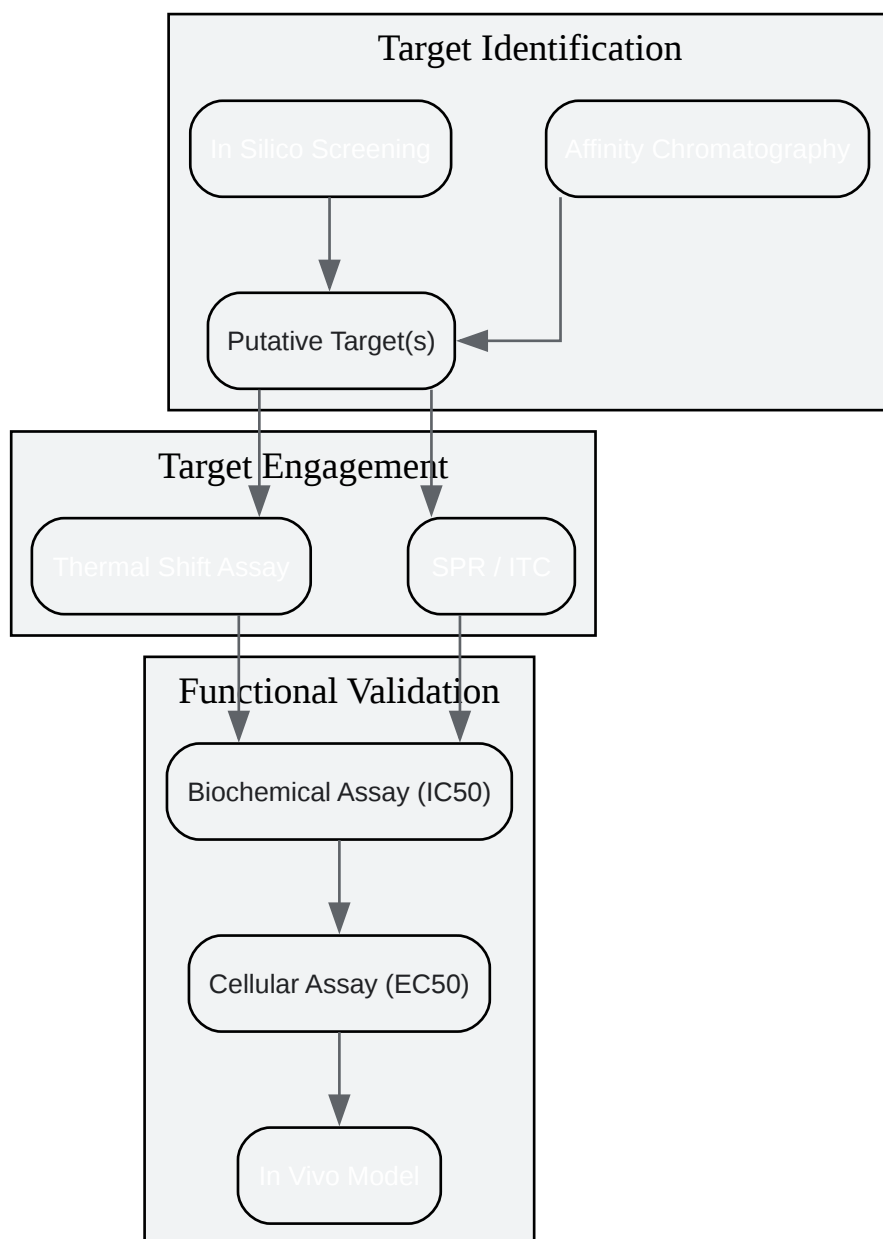 Target Identification
In Silico Screening
Affinity Chromatography
Putative Target(s)
Target Engagement
Thermal Shift Assay
SPR / ITC
Functional Validation
Biochemical Assay (IC50)
Cellular Assay (EC50)
In Vivo Model